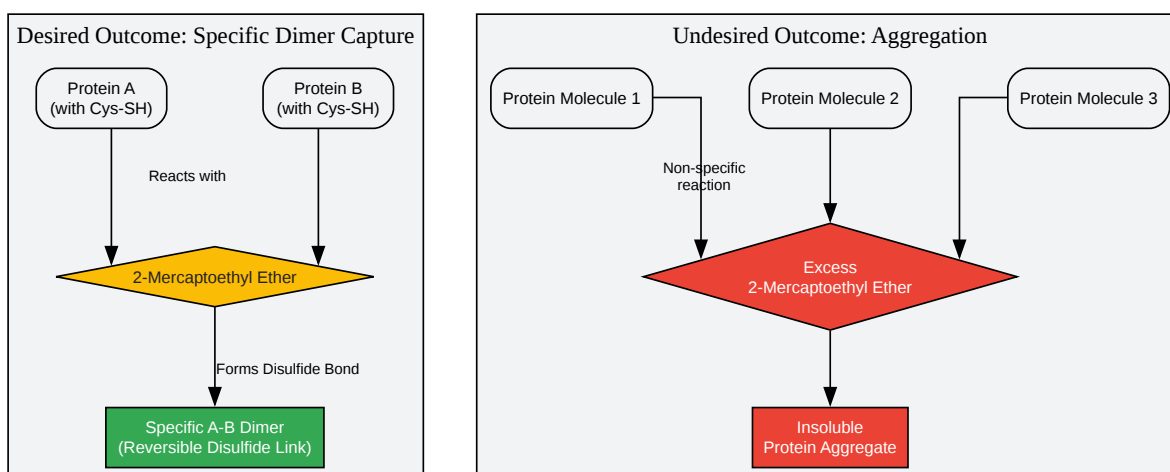 Desired Outcome: Specific Dimer Capture
Protein A
(with Cys-SH)
Protein B
(with Cys-SH)
Reacts with
2-Mercaptoethyl Ether
Forms Disulfide Bond
Specific A-B Dimer
(Reversible Disulfide Link)
Undesired Outcome: Aggregation
Protein Molecule 1
Protein Molecule 2
Protein Molecule 3
Non-specific
reaction
Excess
2-Mercaptoethyl Ether
Insoluble
Protein Aggregate